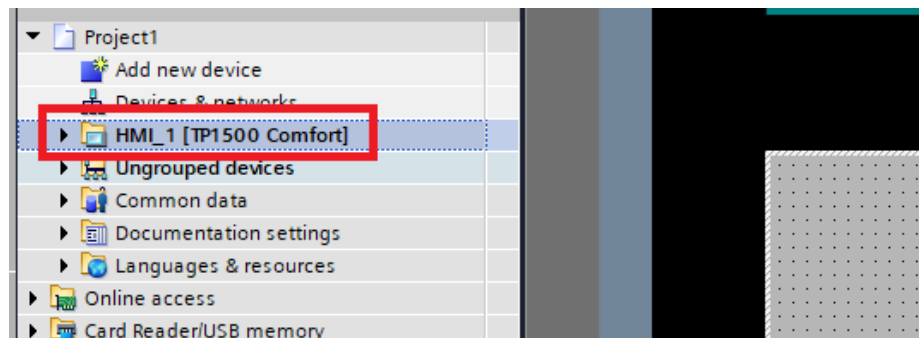 Project1
Add new device
Devices & networks
HMI_1 [TP1500 Comfort]
Ungrouped devices
Common data
Documentation settings
Languages & resources
Online access
Card Reader/USB memory